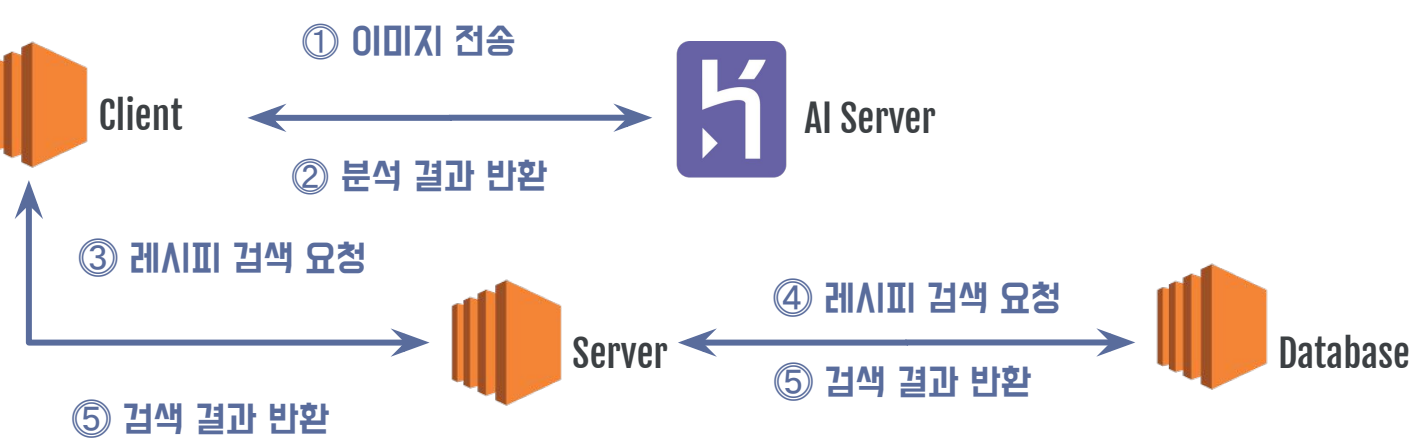 ① 이미지 전송
Client
AI Server
② 분석 결과 반환
③ 레시피 검색 요청
④ 레시피 검색 요청
Server
Database
⑤ 검색 결과 반환
⑤ 검색 결과 반환